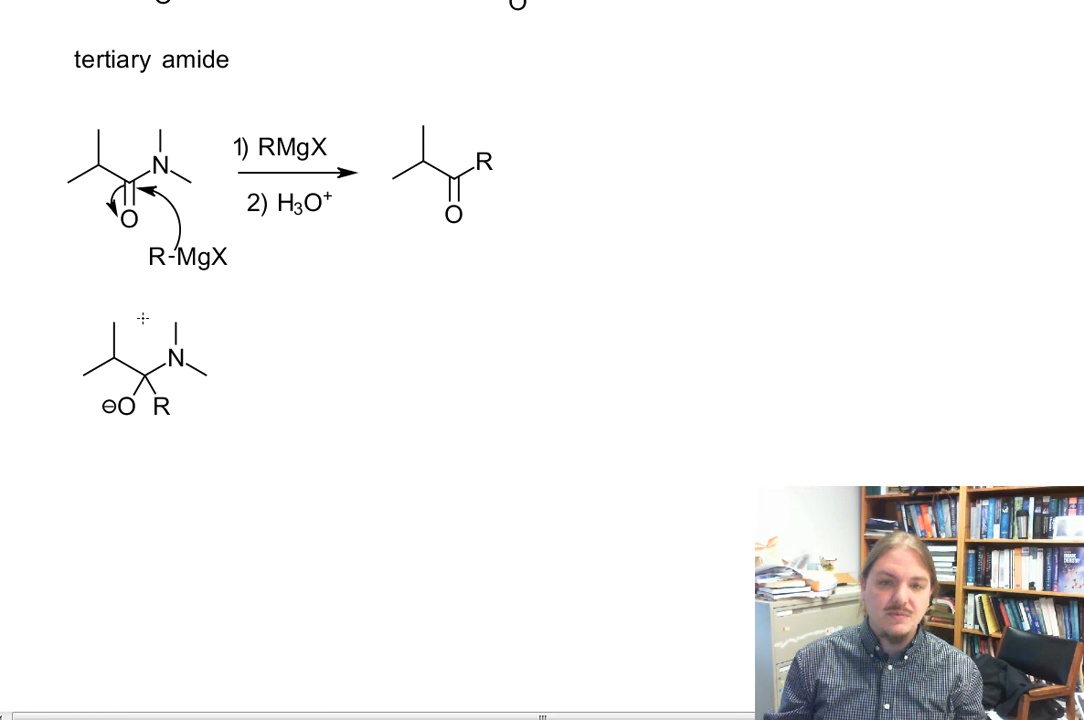 O
tertiary amide
N
O
R-MgX
1) RMgX
2) H₃O⁺
R
O
N
⊖O R